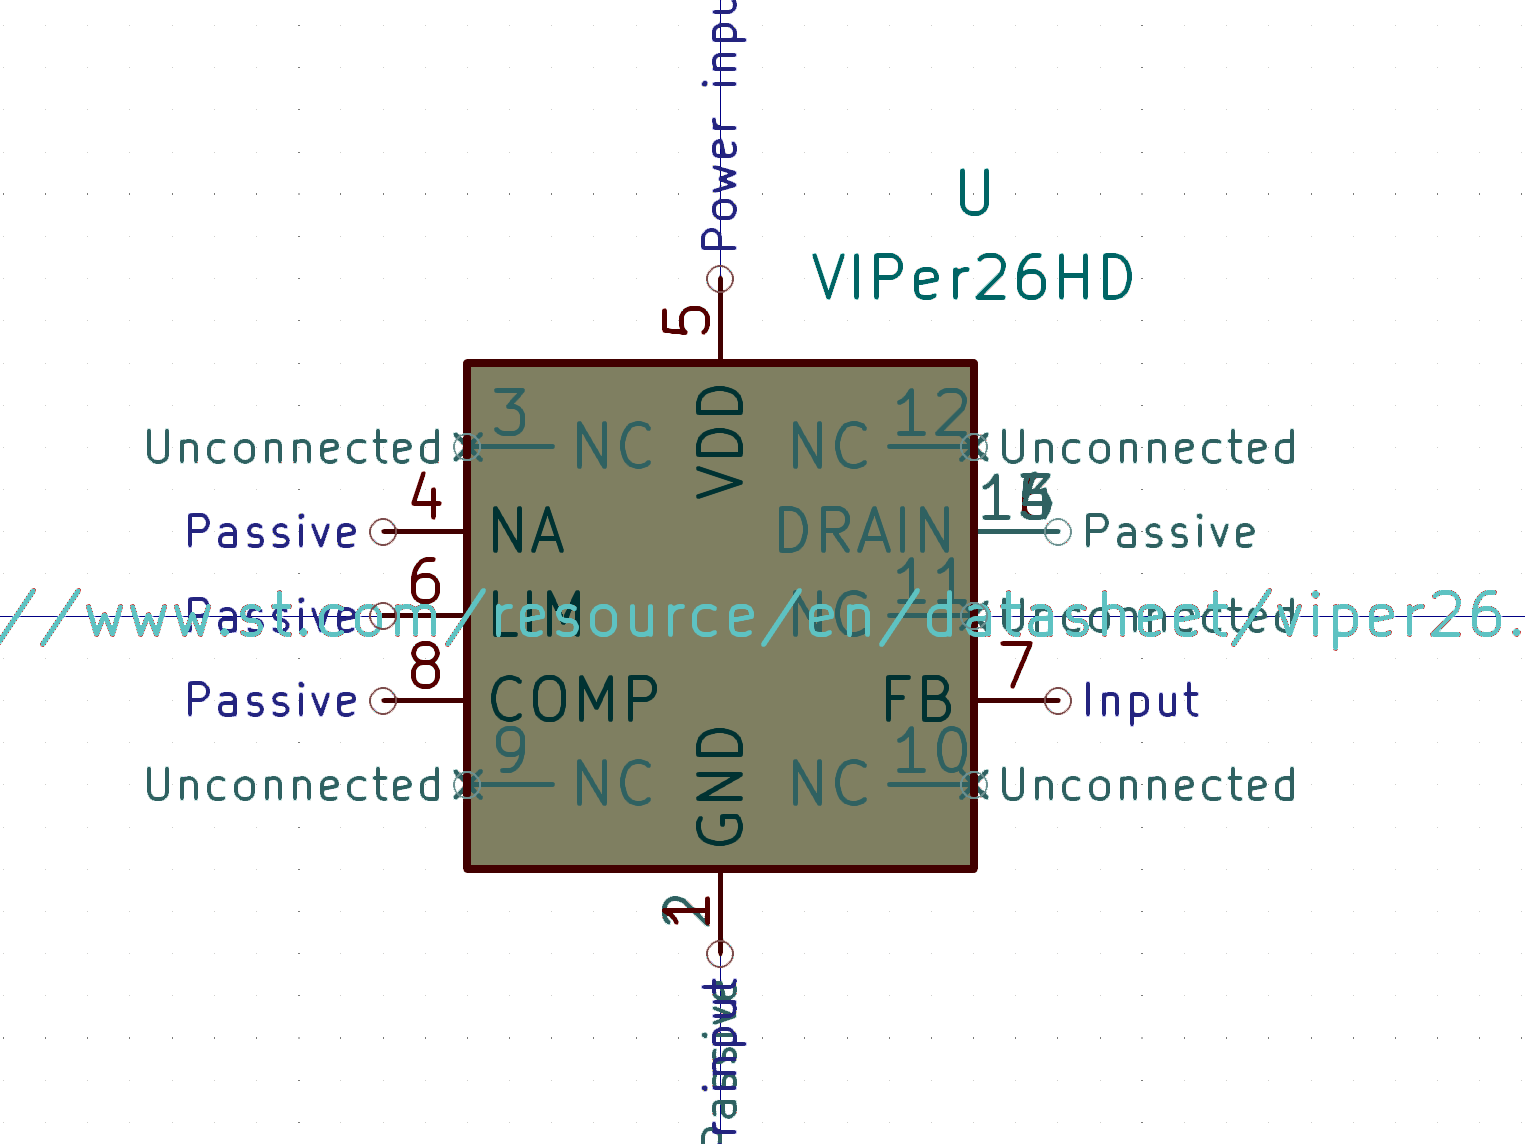 Power input
U
VIPer26HD
5
VDD
3
12
Unconnected
NC
NC
Unconnected
4
Passive
NA
DRAIN
Passive
6
11
Passive
LIM
NC
Unconnected
//www.st.com/resource/en/datasheet/viper26.
8
7
Passive
COMP
FB
Input
9
10
Unconnected
NC
NC
Unconnected
GND
1
2
Passive
input